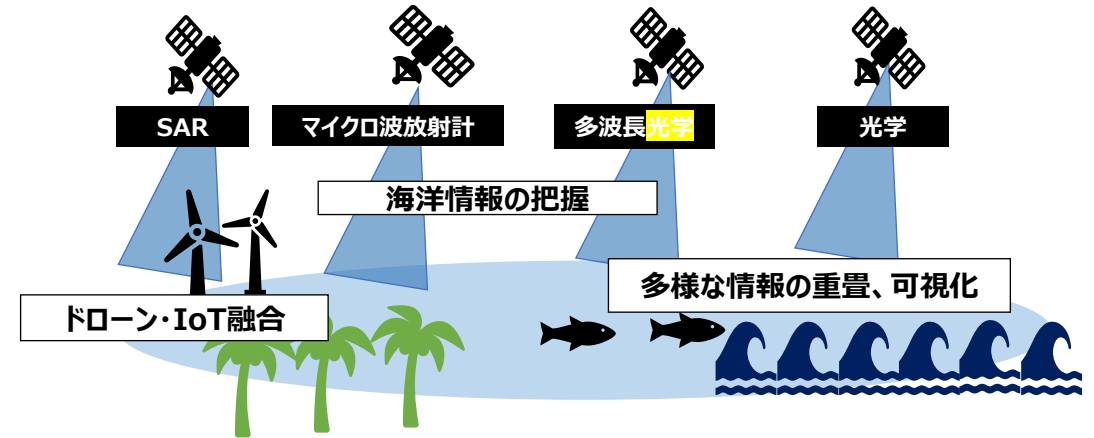 SAR
マイクロ波放射計
多波長光学
光学
海洋情報の把握
多様な情報の重畳、可視化
ドローン・IoT融合